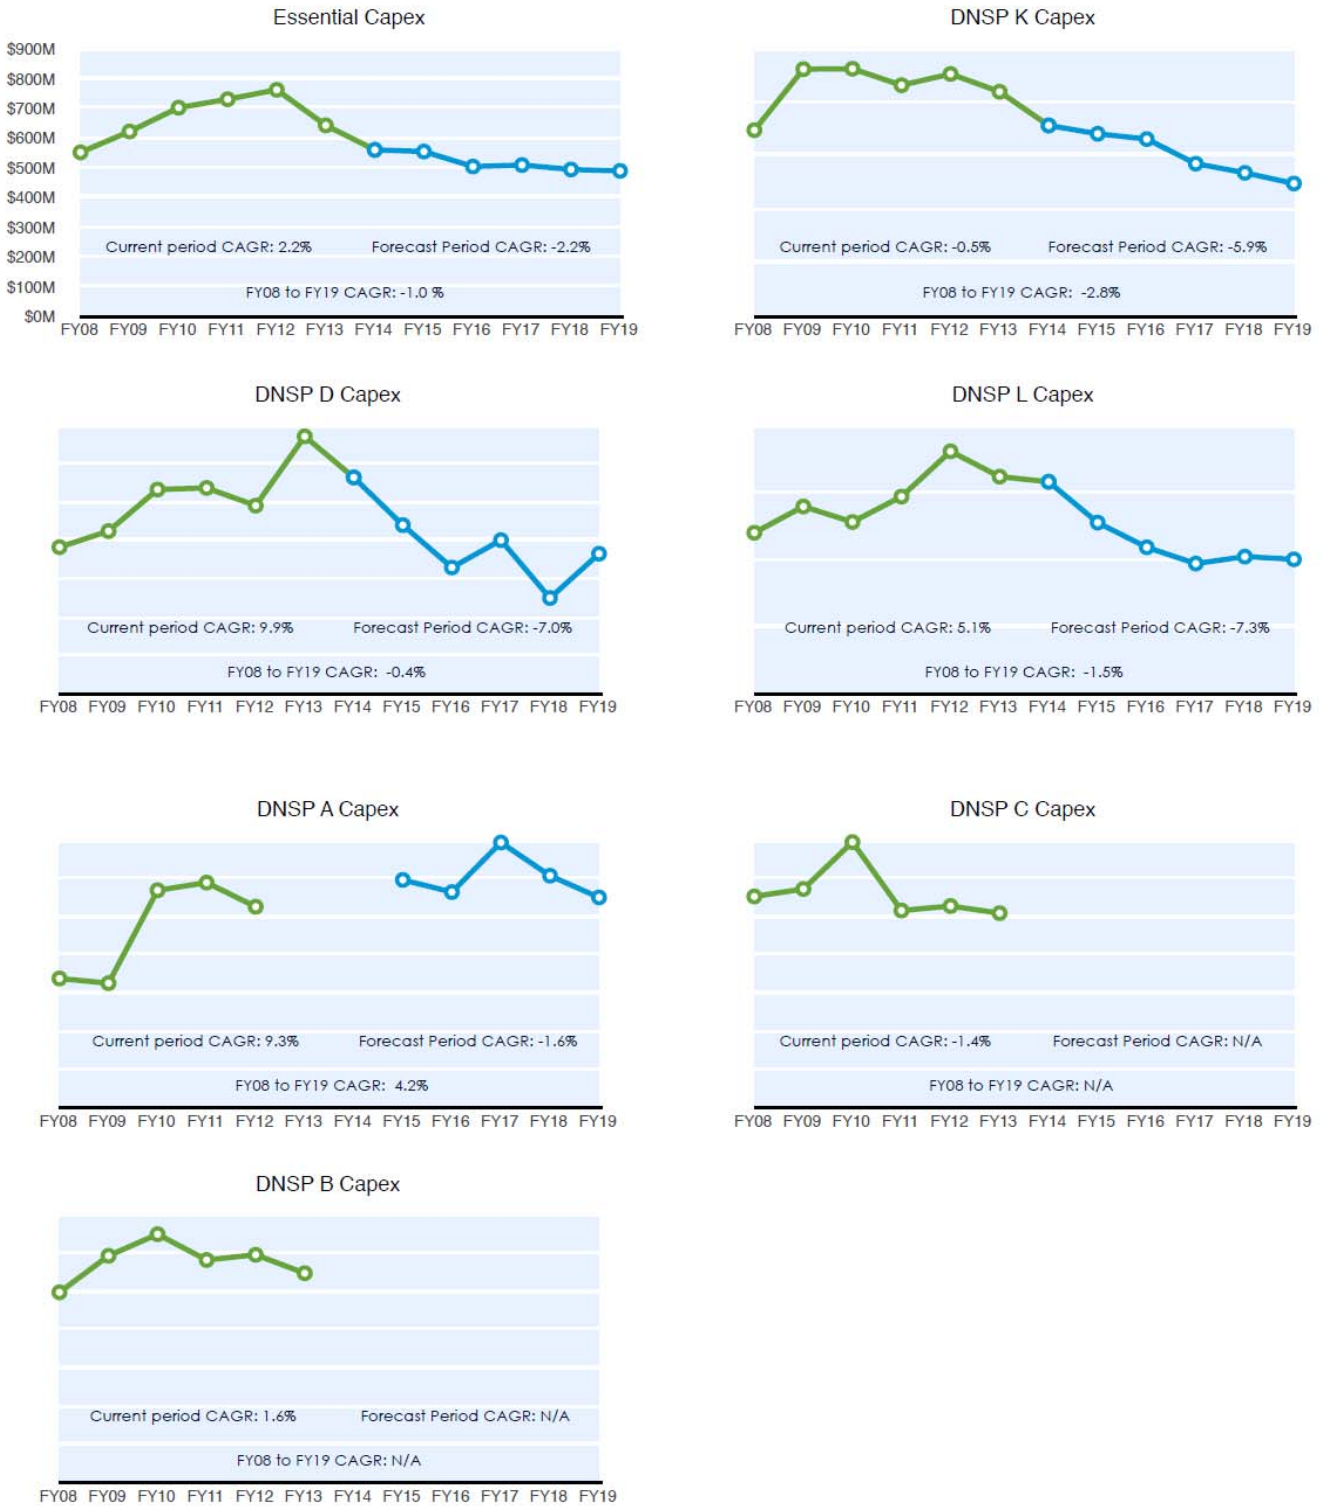 Essential Capex
$900M
$800M
$700M
$600M
$500M
$400M
$300M
$200M
$100M
$0M
Current period CAGR: 2.2% Forecast Period CAGR: -2.2%
FY08 to FY19 CAGR: -1.0 %
FY08 FY09 FY10 FY11 FY12 FY13 FY14 FY15 FY16 FY17 FY18 FY19
DNSP K Capex
Current period CAGR: -0.5% Forecast Period CAGR: -5.9%
FY08 to FY19 CAGR: -2.8%
FY08 FY09 FY10 FY11 FY12 FY13 FY14 FY15 FY16 FY17 FY18 FY19
DNSP D Capex
Current period CAGR: 9.9% Forecast Period CAGR: -7.0%
FY08 to FY19 CAGR: -0.4%
FY08 FY09 FY10 FY11 FY12 FY13 FY14 FY15 FY16 FY17 FY18 FY19
DNSP L Capex
Current period CAGR: 5.1% Forecast Period CAGR: -7.3%
FY08 to FY19 CAGR: -1.5%
FY08 FY09 FY10 FY11 FY12 FY13 FY14 FY15 FY16 FY17 FY18 FY19
DNSP A Capex
Current period CAGR: 9.3% Forecast Period CAGR: -1.6%
FY08 to FY19 CAGR: 4.2%
FY08 FY09 FY10 FY11 FY12 FY13 FY14 FY15 FY16 FY17 FY18 FY19
DNSP C Capex
Current period CAGR: -1.4% Forecast Period CAGR: N/A
FY08 to FY19 CAGR: N/A
FY08 FY09 FY10 FY11 FY12 FY13 FY14 FY15 FY16 FY17 FY18 FY19
DNSP B Capex
Current period CAGR: 1.6% Forecast Period CAGR: N/A
FY08 to FY19 CAGR: N/A
FY08 FY09 FY10 FY11 FY12 FY13 FY14 FY15 FY16 FY17 FY18 FY19